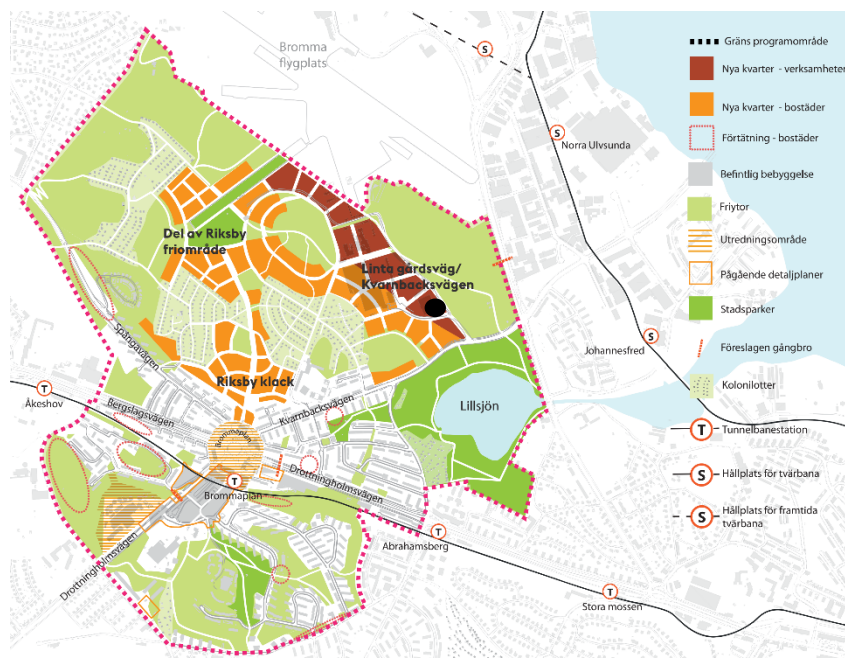 Bromma
flygplats
S
S
Norra Ulvsunda
Del av Riksby
friområde
Linta gårdsväg/
Kvarnbacksvägen
Spångavägen
S
Johannesfred
Riksby klack
Kvarnbacksvägen
Lillsjön
T
Åkeshov
Bergslagsvägen
Brommaplan
Drottningholmsvägen
T
Brommaplan
Drottningholmsvägen
T
Abrahamsberg
T
Stora mossen
Gräns programområde
Nya kvarter - verksamheter
Nya kvarter - bostäder
Förtätning - bostäder
Befintlig bebyggelse
Friytor
Utredningsområde
Pågående detaljplaner
Stadsparker
Föreslagen gångbro
Kolonilotter
T
Tunnelbanestation
S
Hållplats för tvärbana
S
Hållplats för framtida
tvärbana